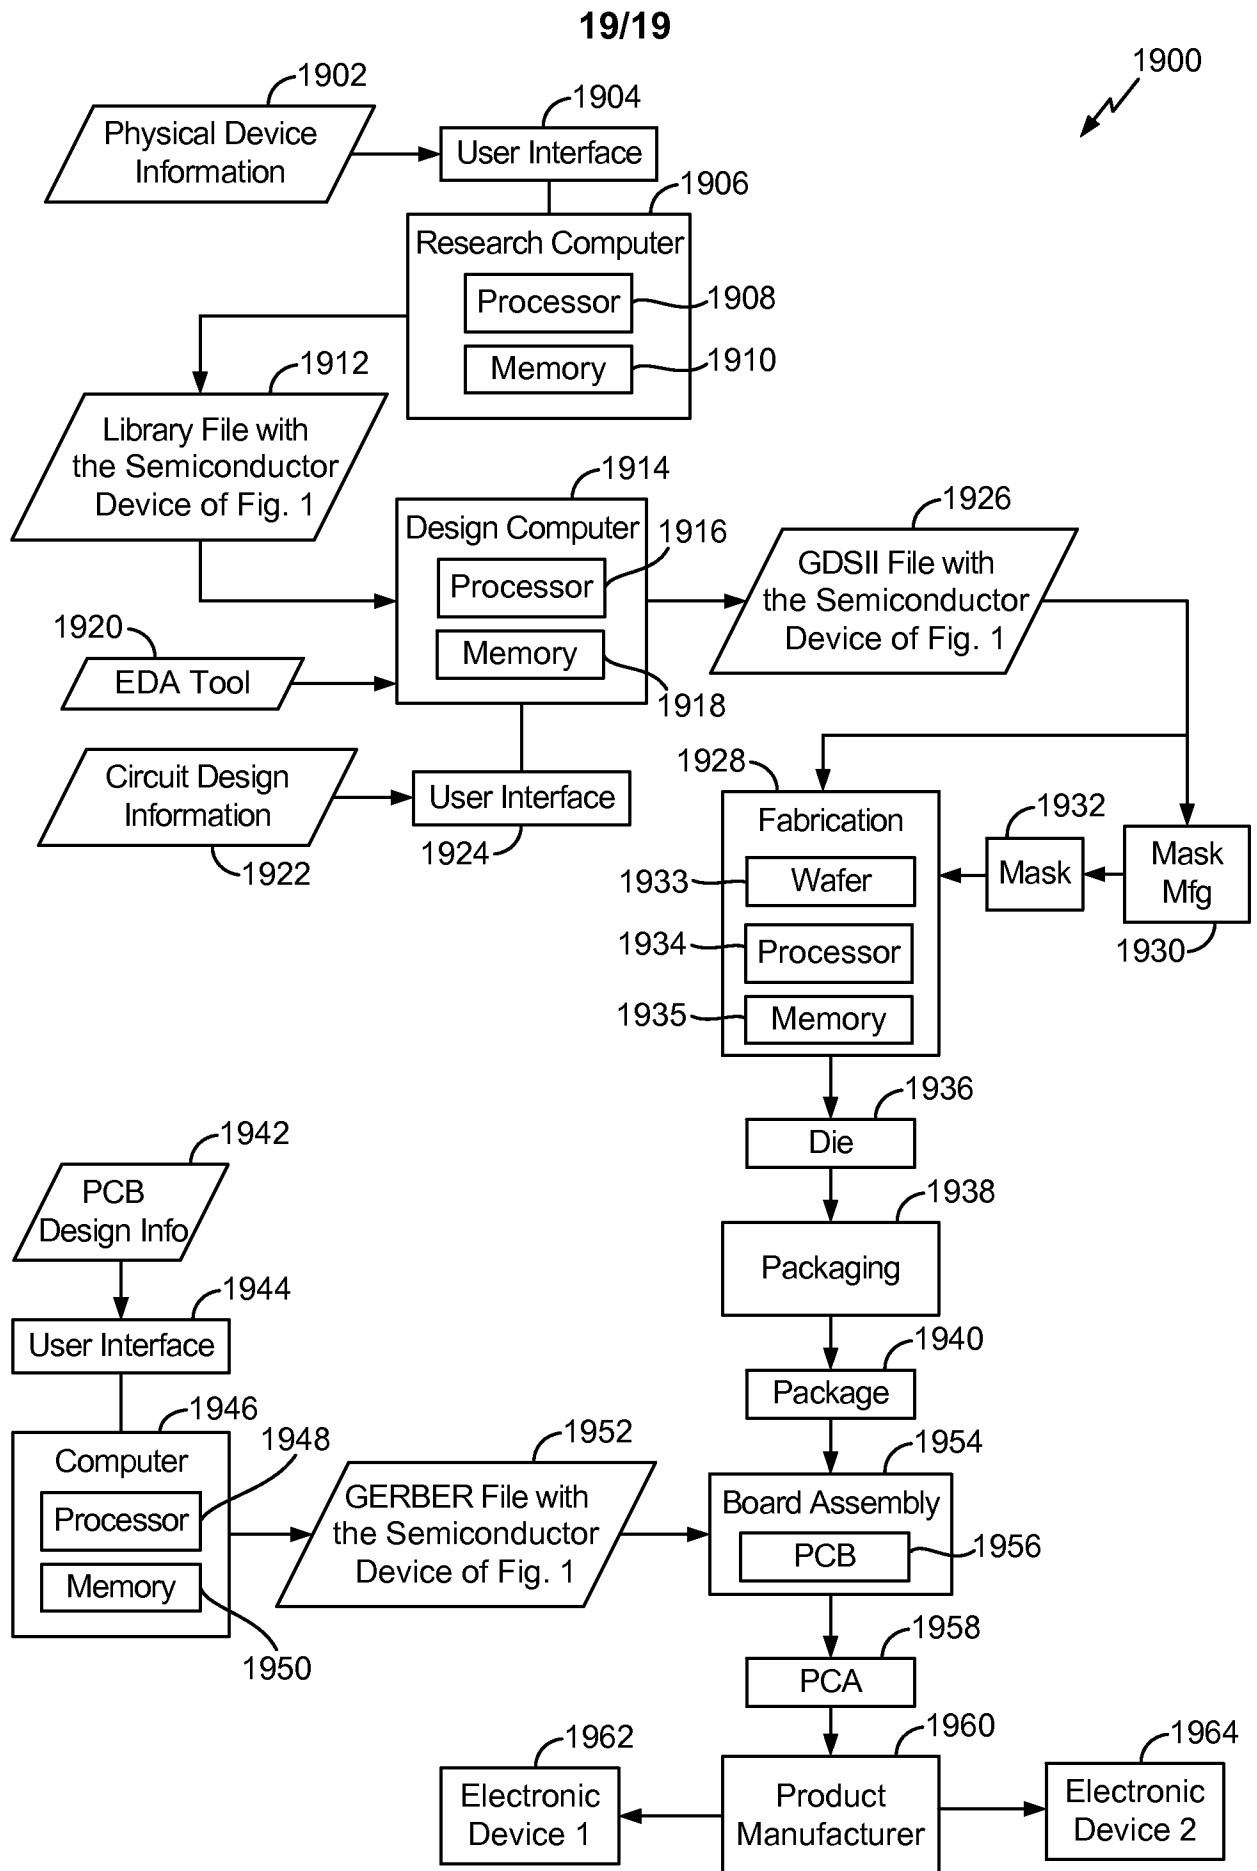 19/19
1900
1902
Physical Device
Information
1904
User Interface
1906
Research Computer
Processor
1908
Memory
1910
1912
Library File with
the Semiconductor
Device of Fig. 1
1914
Design Computer
1916
Processor
Memory
1918
1920
EDA Tool
1922
Circuit Design
Information
User Interface
1924
1926
GDSII File with
the Semiconductor
Device of Fig. 1
1928
Fabrication
1933
Wafer
1934
Processor
1935
Memory
1932
Mask
Mask
Mfg
1930
1936
Die
1938
Packaging
1940
Package
1942
PCB
Design Info
1944
User Interface
1946
Computer
1948
Processor
Memory
1950
1952
GERBER File with
the Semiconductor
Device of Fig. 1
1954
Board Assembly
PCB
1956
1958
PCA
1960
Product
Manufacturer
1962
Electronic
Device 1
1964
Electronic
Device 2